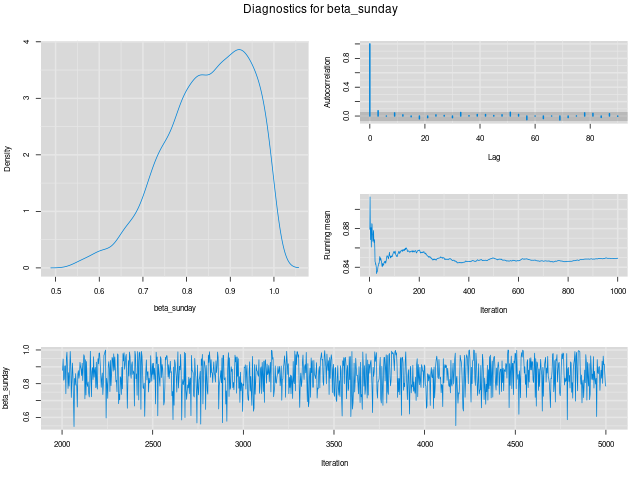 Diagnostics for beta_sunday
Density
0 1 2 3 4
0.5 0.6 0.7 0.8 0.9 1.0
beta_sunday
Autocorrelation
0.0 0.4 0.8
0 20 40 60 80
Lag
Running mean
0.84 0.88
0 200 400 600 800 1000
Iteration
beta_sunday
0.6 0.8 1.0
2000 2500 3000 3500 4000 4500 5000
Iteration